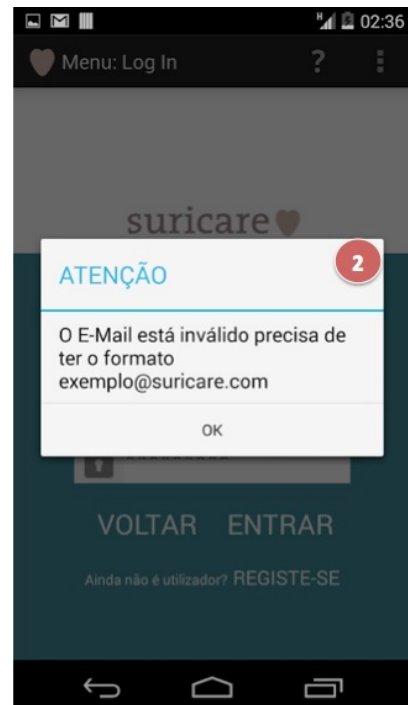 H 02:36
Menu: Log In ?
suricare
2
ATENÇÃO
O E-Mail está inválido precisa de
ter o formato
exemplo@suricare.com
OK
VOLTAR ENTRAR
Ainda não é utilizador? REGISTE-SE